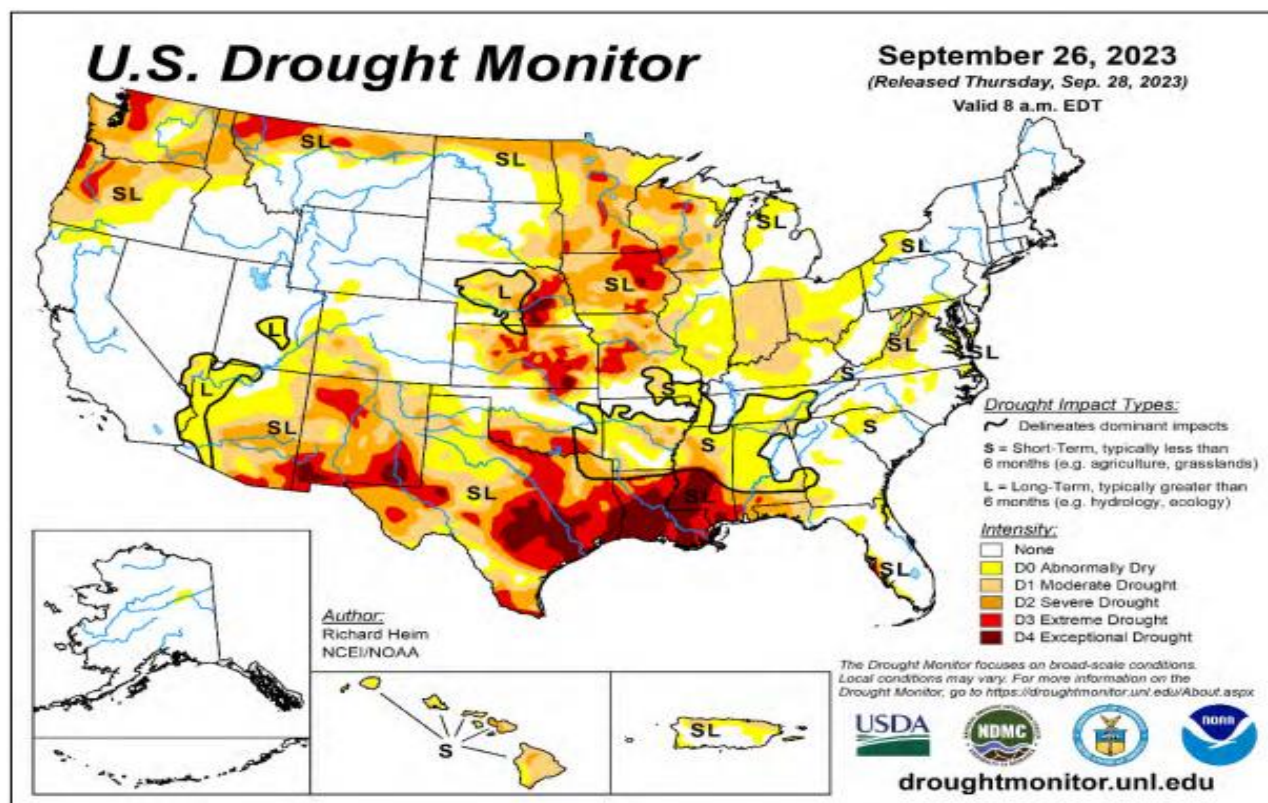 U.S. Drought Monitor
September 26, 2023
(Released Thursday, Sep. 28, 2023)
Valid 8 a.m. EDT
SL
SL
SL
SL
SL
SL
L
SL
L
L
SL
SL
S
S
S
S
SL
SL
SL
SL
Drought Impact Types:
Delineates dominant impacts
S = Short-Term, typically less than
6 months (e.g. agriculture, grasslands)
L = Long-Term, typically greater than
6 months (e.g. hydrology, ecology)
Intensity:
None
D0 Abnormally Dry
D1 Moderate Drought
D2 Severe Drought
D3 Extreme Drought
D4 Exceptional Drought
Author:
Richard Heim
NCEI/NOAA
S
SL
The Drought Monitor focuses on broad-scale conditions.
Local conditions may vary. For more information on the
Drought Monitor, go to https://droughtmonitor.unl.edu/About.aspx
USDA
NDMC
NOAA
droughtmonitor.unl.edu